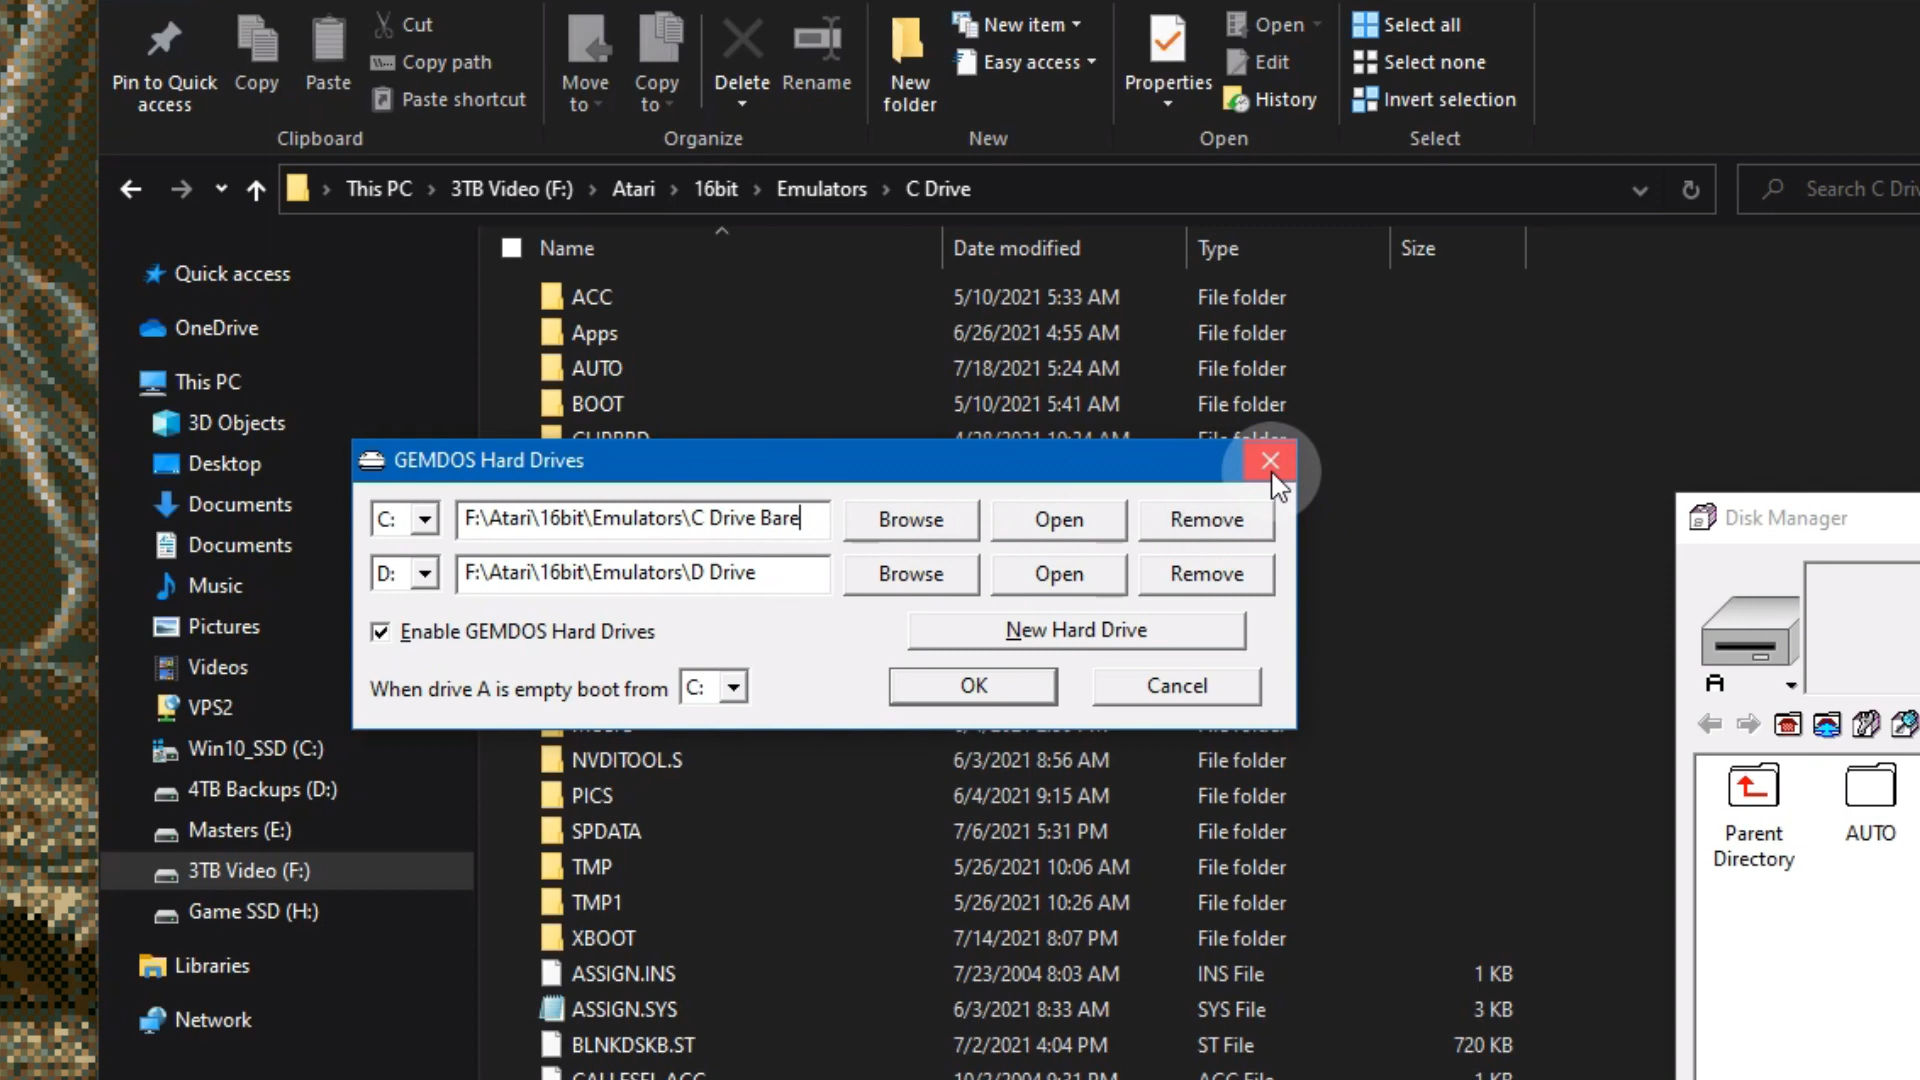 Pin to Quick access
Copy
Paste
Cut
Copy path
Paste shortcut
Clipboard
Move to
Copy to
Delete
Rename
Organize
New folder
New item
Easy access
New
Properties
Open
Edit
History
Open
Select all
Select none
Invert selection
Select
This PC > 3TB Video (F:) > Atari > 16bit > Emulators > C Drive
Search C Driv
Name Date modified Type Size
Quick access
OneDrive
This PC
3D Objects
Desktop
Documents
Documents
Music
Pictures
Videos
VPS2
Win10_SSD (C:)
4TB Backups (D:)
Masters (E:)
3TB Video (F:)
Game SSD (H:)
Libraries
Network
ACC 5/10/2021 5:33 AM File folder
Apps 6/26/2021 4:55 AM File folder
AUTO 7/18/2021 5:24 AM File folder
BOOT 5/10/2021 5:41 AM File folder
GEMDOS Hard Drives
C: F:\Atari\16bit\Emulators\C Drive Bare Browse Open Remove
D: F:\Atari\16bit\Emulators\D Drive Browse Open Remove
Enable GEMDOS Hard Drives New Hard Drive
When drive A is empty boot from C: OK Cancel
NVDITOOL.S 6/3/2021 8:56 AM File folder
PICS 6/4/2021 9:15 AM File folder
SPDATA 7/6/2021 5:31 PM File folder
TMP 5/26/2021 10:06 AM File folder
TMP1 5/26/2021 10:26 AM File folder
XBOOT 7/14/2021 8:07 PM File folder
ASSIGN.INS 7/23/2004 8:03 AM INS File 1 KB
ASSIGN.SYS 6/3/2021 8:33 AM SYS File 3 KB
BLNKDSKB.ST 7/2/2021 4:04 PM ST File 720 KB
Disk Manager
A
Parent Directory
AUTO